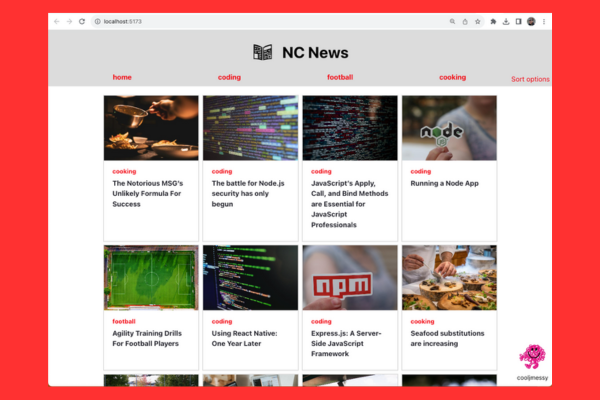 localhost:5173
NC News
home
coding
football
cooking
Sort options
cooking
The Notorious MSG's
Unlikely Formula For
Success
coding
The battle for Node.js
security has only
begun
coding
JavaScript's Apply,
Call, and Bind Methods
are Essential for
JavaScript
Professionals
node
coding
Running a Node App
football
Agility Training Drills
For Football Players
coding
Using React Native:
One Year Later
npm
coding
Express.js: A Server-
Side JavaScript
Framework
cooking
Seafood substitutions
are increasing
cooljmessy